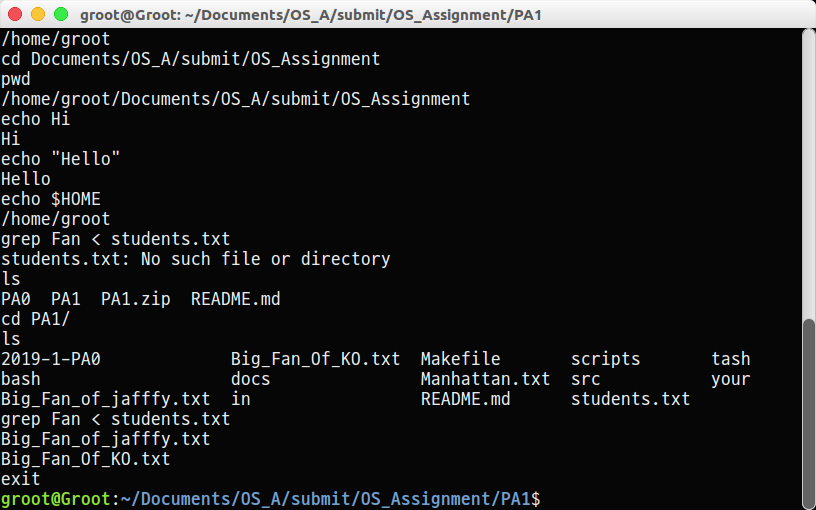 groot@Groot: ~/Documents/OS_A/submit/OS_Assignment/PA1
/home/groot
cd Documents/OS_A/submit/OS_Assignment
pwd
/home/groot/Documents/OS_A/submit/OS_Assignment
echo Hi
Hi
echo "Hello"
Hello
echo $HOME
/home/groot
grep Fan < students.txt
students.txt: No such file or directory
ls
PA0  PA1  PA1.zip  README.md
cd PA1/
ls
2019-1-PA0             Big_Fan_Of_KO.txt  Makefile       scripts       tash
bash                   docs               Manhattan.txt  src           your
Big_Fan_of_jafffy.txt  in                 README.md      students.txt
grep Fan < students.txt
Big_Fan_of_jafffy.txt
Big_Fan_Of_KO.txt
exit
groot@Groot:~/Documents/OS_A/submit/OS_Assignment/PA1$